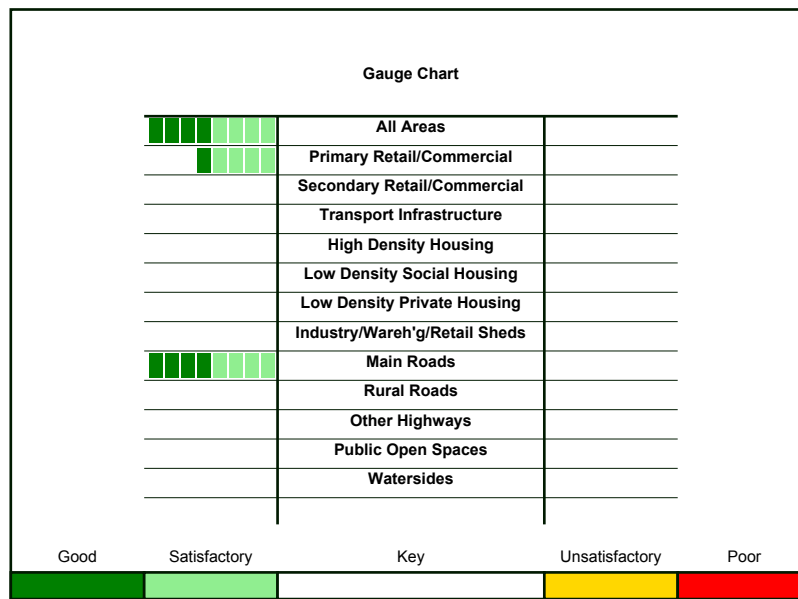 Gauge Chart
All Areas
Primary Retail/Commercial
Secondary Retail/Commercial
Transport Infrastructure
High Density Housing
Low Density Social Housing
Low Density Private Housing
Industry/Wareh'g/Retail Sheds
Main Roads
Rural Roads
Other Highways
Public Open Spaces
Watersides
Good Satisfactory Key Unsatisfactory Poor